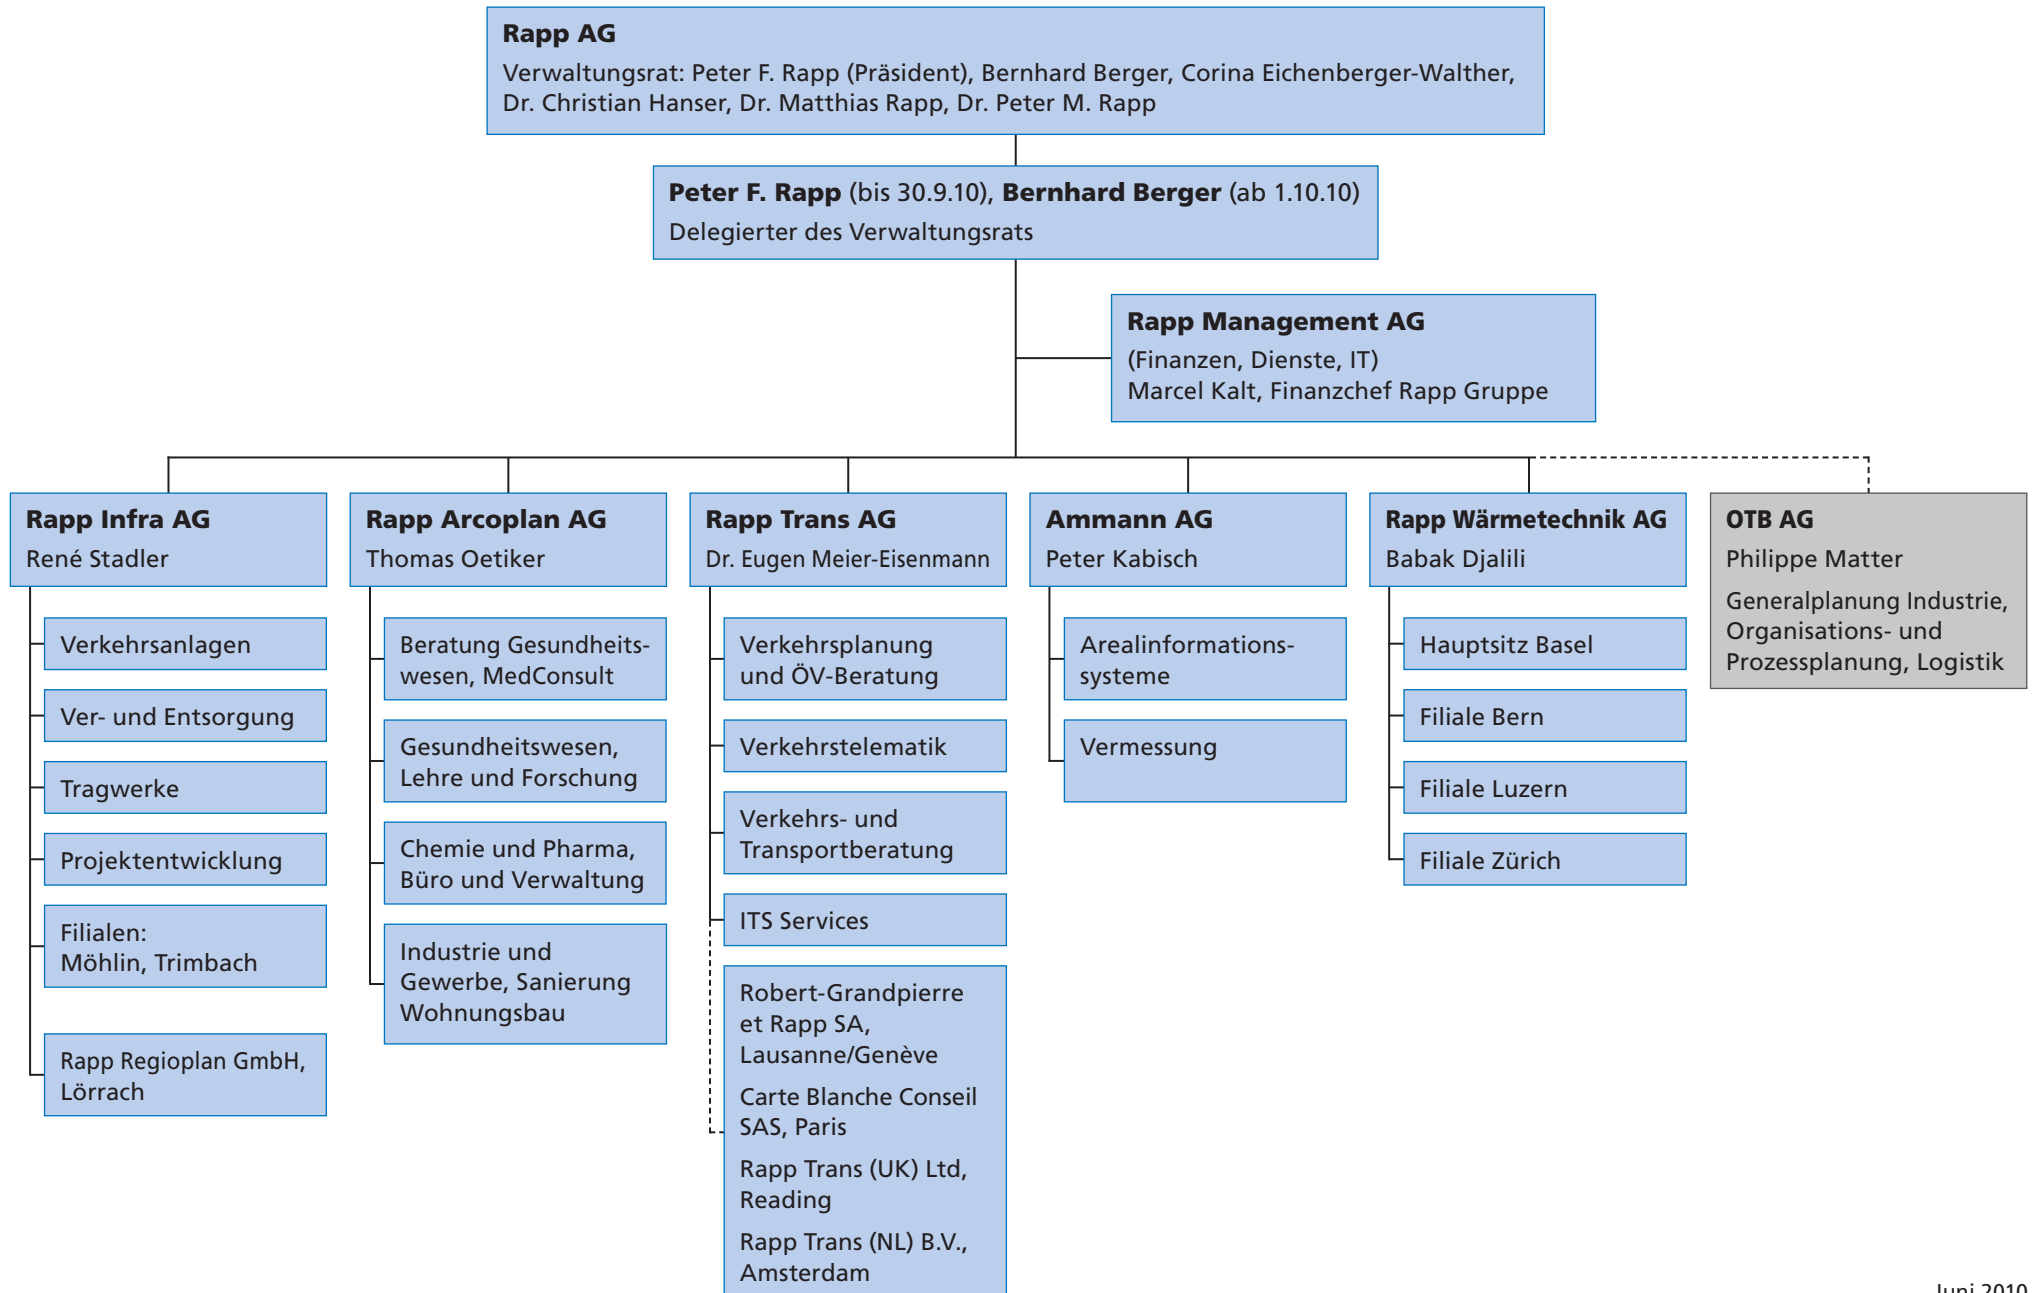 Rapp AG
Verwaltungsrat: Peter F. Rapp (Präsident), Bernhard Berger, Corina Eichenberger-Walther,
Dr. Christian Hanser, Dr. Matthias Rapp, Dr. Peter M. Rapp
Peter F. Rapp (bis 30.9.10), Bernhard Berger (ab 1.10.10)
Delegierter des Verwaltungsrats
Rapp Management AG
(Finanzen, Dienste, IT)
Marcel Kalt, Finanzchef Rapp Gruppe
Rapp Infra AG
René Stadler
Verkehrsanlagen
Ver- und Entsorgung
Tragwerke
Projektentwicklung
Filialen:
Möhlin, Trimbach
Rapp Regioplan GmbH,
Lörrach
Rapp Arcoplan AG
Thomas Oetiker
Beratung Gesundheits-
wesen, MedConsult
Gesundheitswesen,
Lehre und Forschung
Chemie und Pharma,
Büro und Verwaltung
Industrie und
Gewerbe, Sanierung
Wohnungsbau
Rapp Trans AG
Dr. Eugen Meier-Eisenmann
Verkehrsplanung
und ÖV-Beratung
Verkehrstelematik
Verkehrs- und
Transportberatung
ITS Services
Robert-Grandpierre
et Rapp SA,
Lausanne/Genève
Carte Blanche Conseil
SAS, Paris
Rapp Trans (UK) Ltd,
Reading
Rapp Trans (NL) B.V.,
Amsterdam
Ammann AG
Peter Kabisch
Arealinformations-
systeme
Vermessung
Rapp Wärmetechnik AG
Babak Djalili
Hauptsitz Basel
Filiale Bern
Filiale Luzern
Filiale Zürich
OTB AG
Philippe Matter
Generalplanung Industrie,
Organisations- und
Prozessplanung, Logistik
Juni 2010